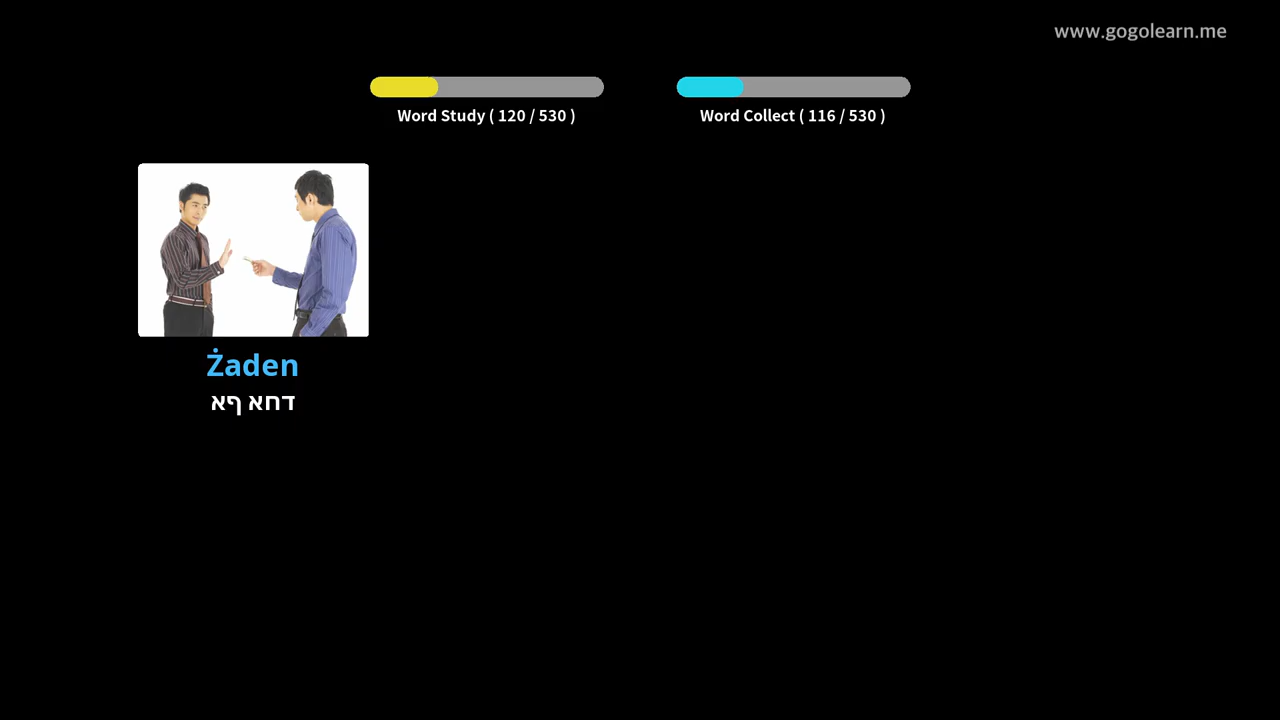 www.gogolearn.me
Word Study ( 120 / 530 )
Word Collect ( 116 / 530 )
Żaden
אף אחד